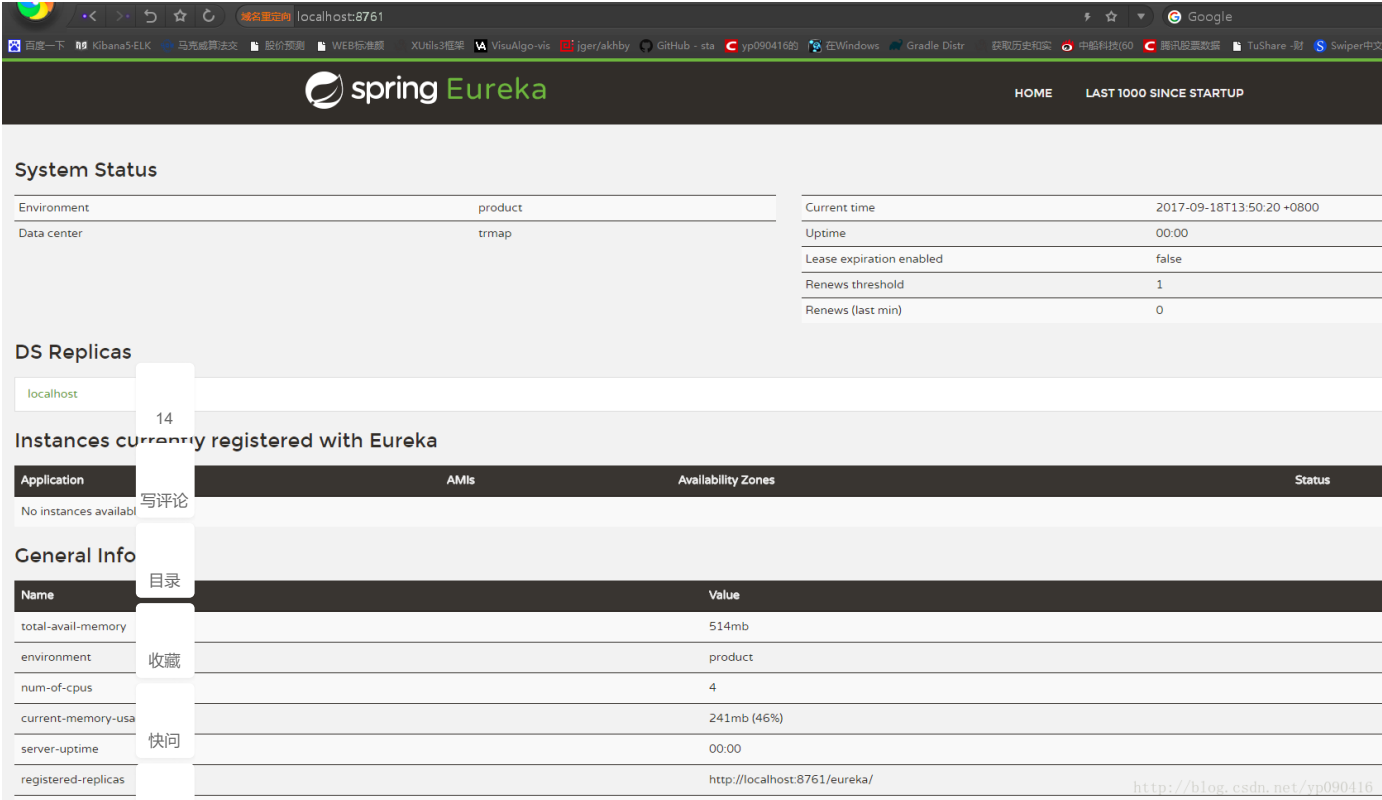 域名重定向 localhost:8761 Google
百度一下 Kibana5-ELK 马克威算法交 股价预测 WEB标准颜 XUtils3框架 VA VisuAlgo-vis jger/akhby GitHub - sta yp090416的 在Windows Gradle Distr 获取历史和实 中船科技(60 腾讯股票数据 TuShare -财 Swiper中文
spring Eureka
HOME LAST 1000 SINCE STARTUP
System Status
Environment product Current time 2017-09-18T13:50:20 +0800
Data center trmap Uptime 00:00
Lease expiration enabled false
Renews threshold 1
Renews (last min) 0
DS Replicas
localhost
14
Instances currently registered with Eureka
Application AMIs Availability Zones Status
写评论
No instances availabl
General Info
目录
Name Value
total-avail-memory 514mb
environment product
收藏
num-of-cpus 4
current-memory-usa 241mb (46%)
快问
server-uptime 00:00
registered-replicas http://localhost:8761/eureka/
http://blog.csdn.net/yp090416